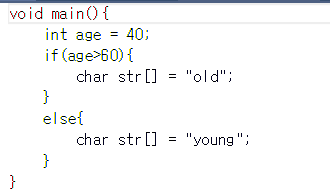 void main(){
    int age = 40;
    if(age>60){
        char str[] = "old";
    }
    else{
        char str[] = "young";
    }
}